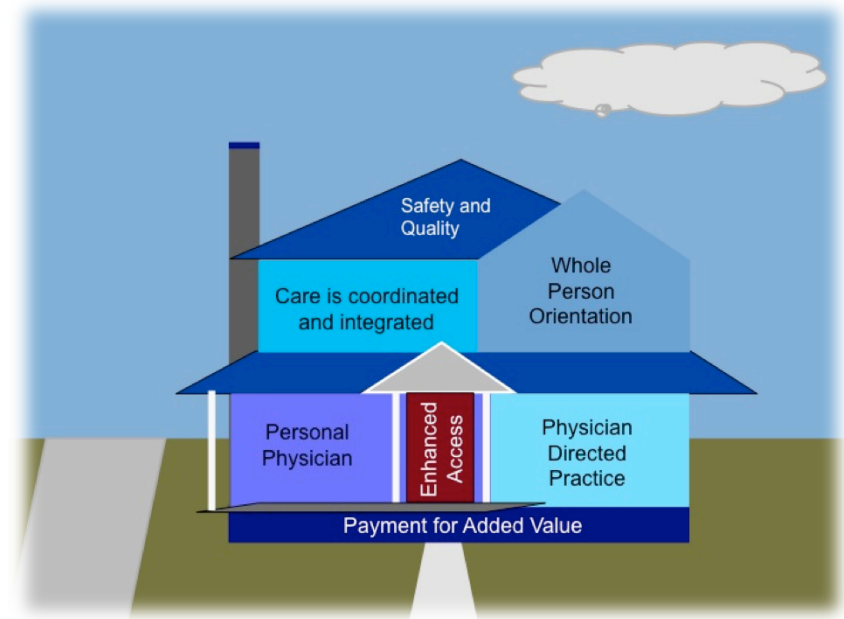 Safety and
Quality
Care is coordinated
and integrated
Whole
Person
Orientation
Personal
Physician
Enhanced
Access
Physician
Directed
Practice
Payment for Added Value